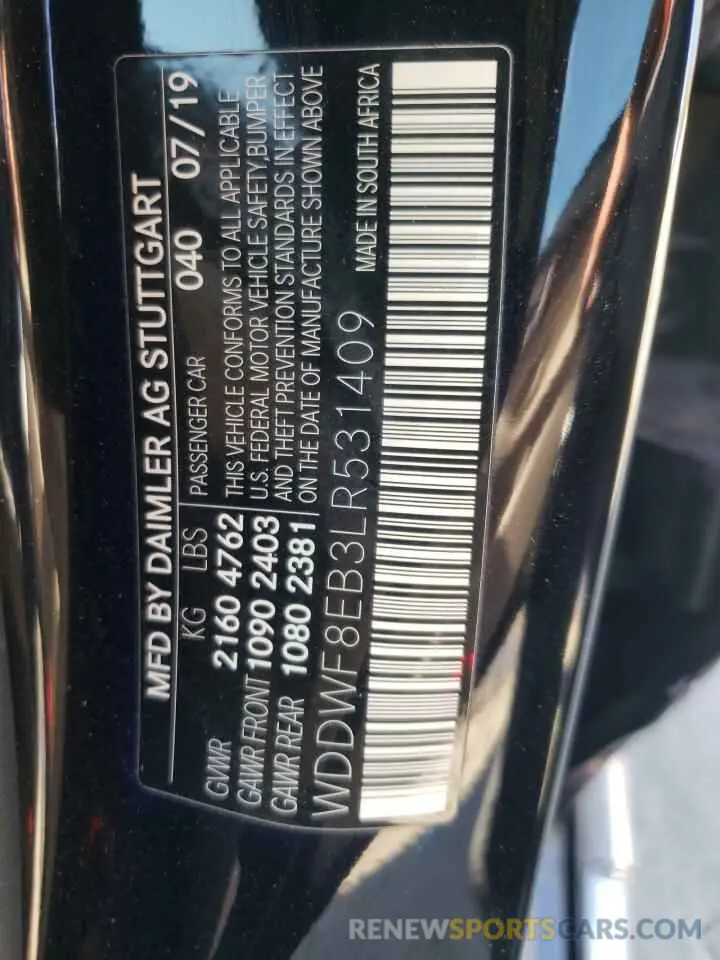 MFD BY DAIMLER AG STUTTGART
KG LBS PASSENGER CAR 040 07/19
GVWR 2160 4762 THIS VEHICLE CONFORMS TO ALL APPLICABLE
GAWR FRONT 1090 2403 U.S. FEDERAL MOTOR VEHICLE SAFETY,BUMPER
GAWR REAR 1080 2381 AND THEFT PREVENTION STANDARDS IN EFFECT
ON THE DATE OF MANUFACTURE SHOWN ABOVE
WDDWF8EB3LR531409 MADE IN SOUTH AFRICA
RENEWSPORTSCARS.COM